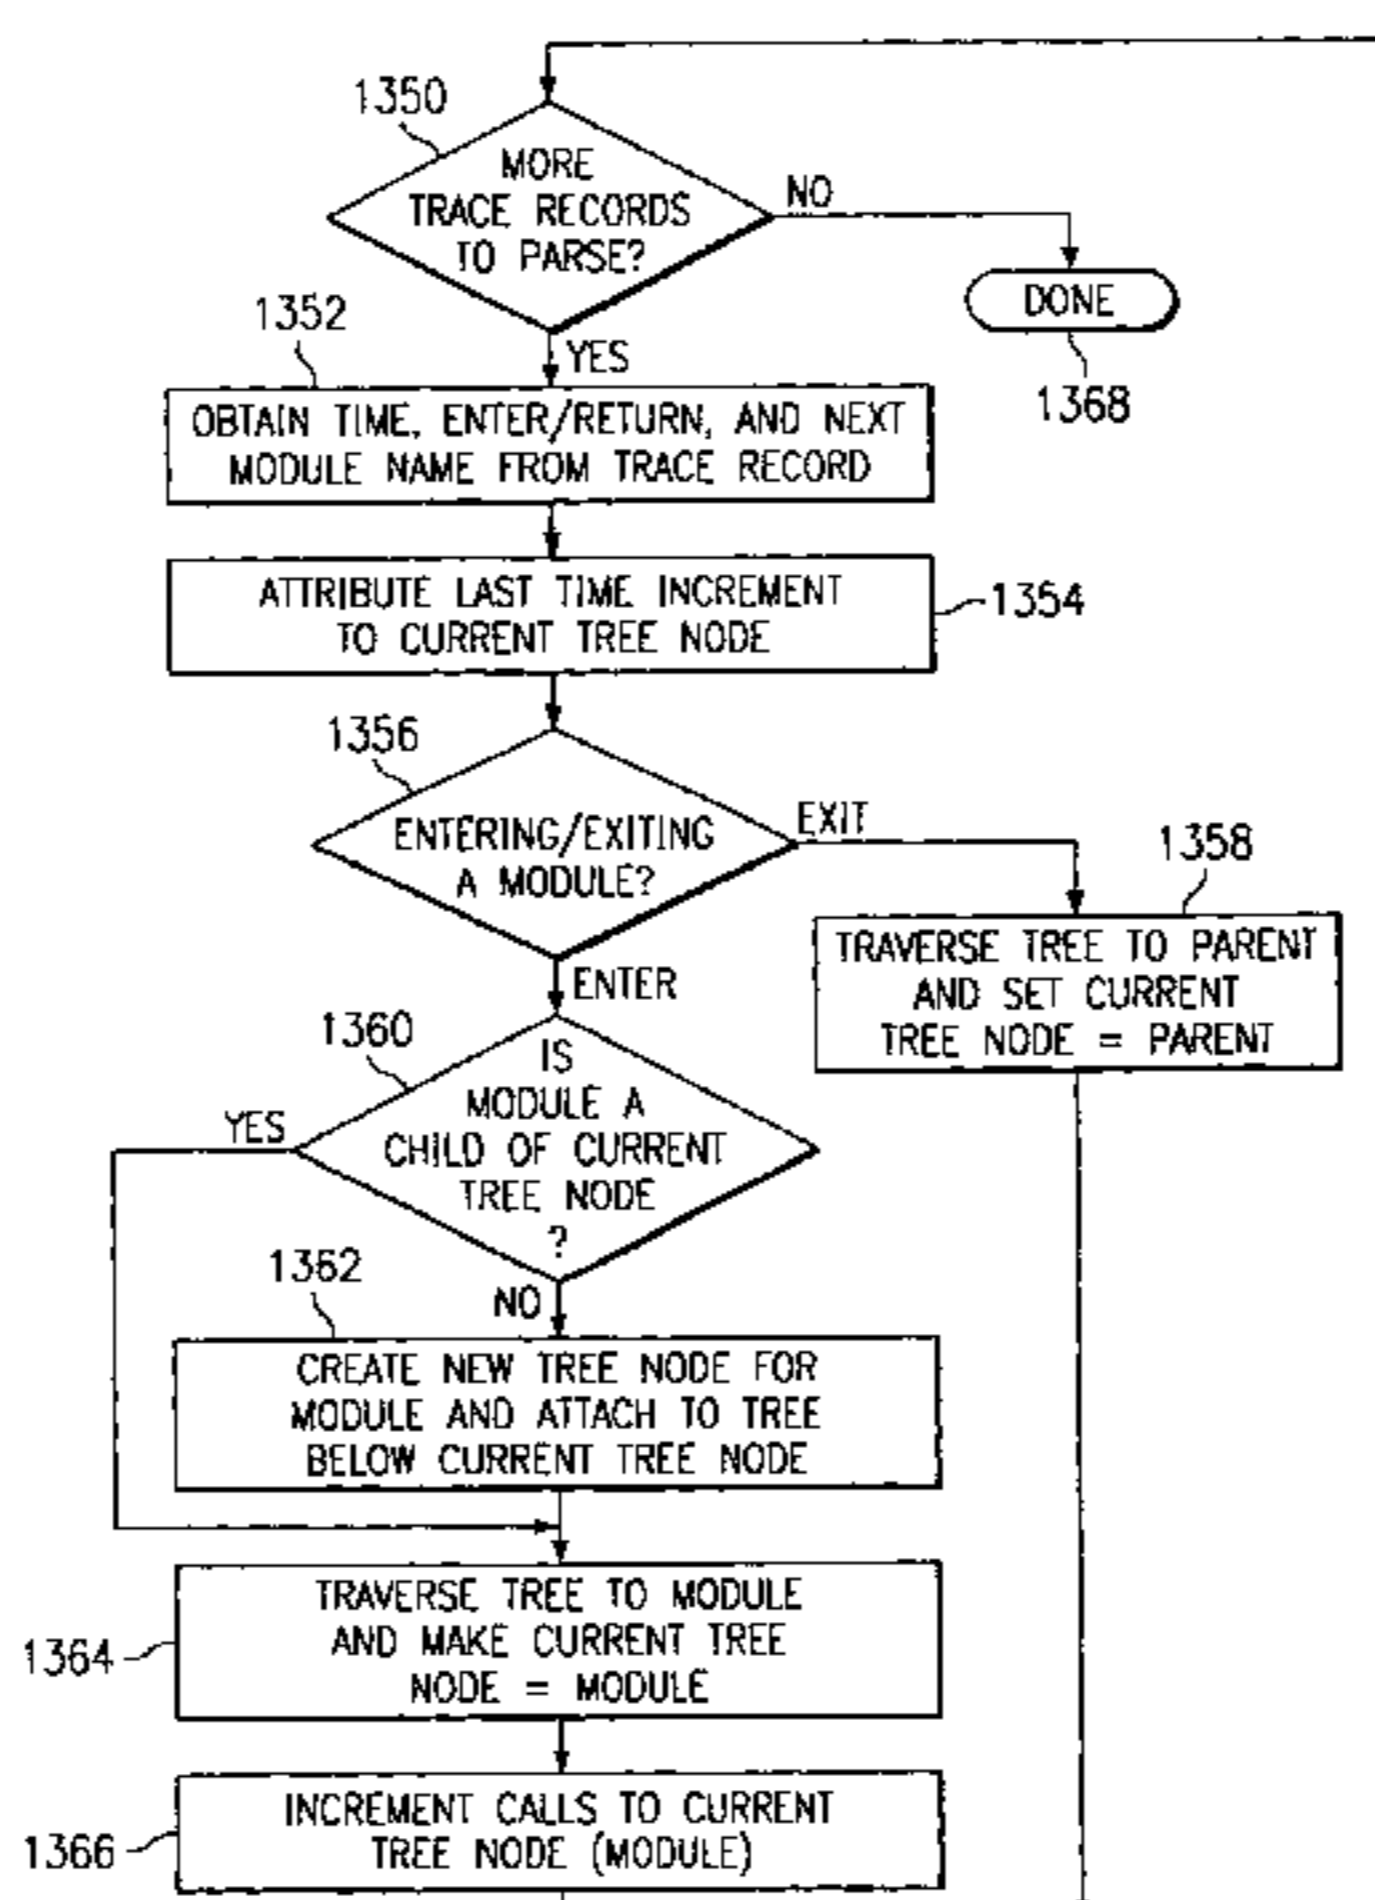 1350
MORE
TRACE RECORDS
TO PARSE?
NO
DONE
1368
YES
1352
OBTAIN TIME, ENTER/RETURN, AND NEXT
MODULE NAME FROM TRACE RECORD
ATTRIBUTE LAST TIME INCREMENT
TO CURRENT TREE NODE
1354
1356
ENTERING/EXITING
A MODULE?
EXIT
1358
TRAVERSE TREE TO PARENT
AND SET CURRENT
TREE NODE = PARENT
ENTER
1360
IS
MODULE A
CHILD OF CURRENT
TREE NODE
?
YES
NO
1362
CREATE NEW TREE NODE FOR
MODULE AND ATTACH TO TREE
BELOW CURRENT TREE NODE
TRAVERSE TREE TO MODULE
AND MAKE CURRENT TREE
NODE = MODULE
1364
INCREMENT CALLS TO CURRENT
TREE NODE (MODULE)
1366